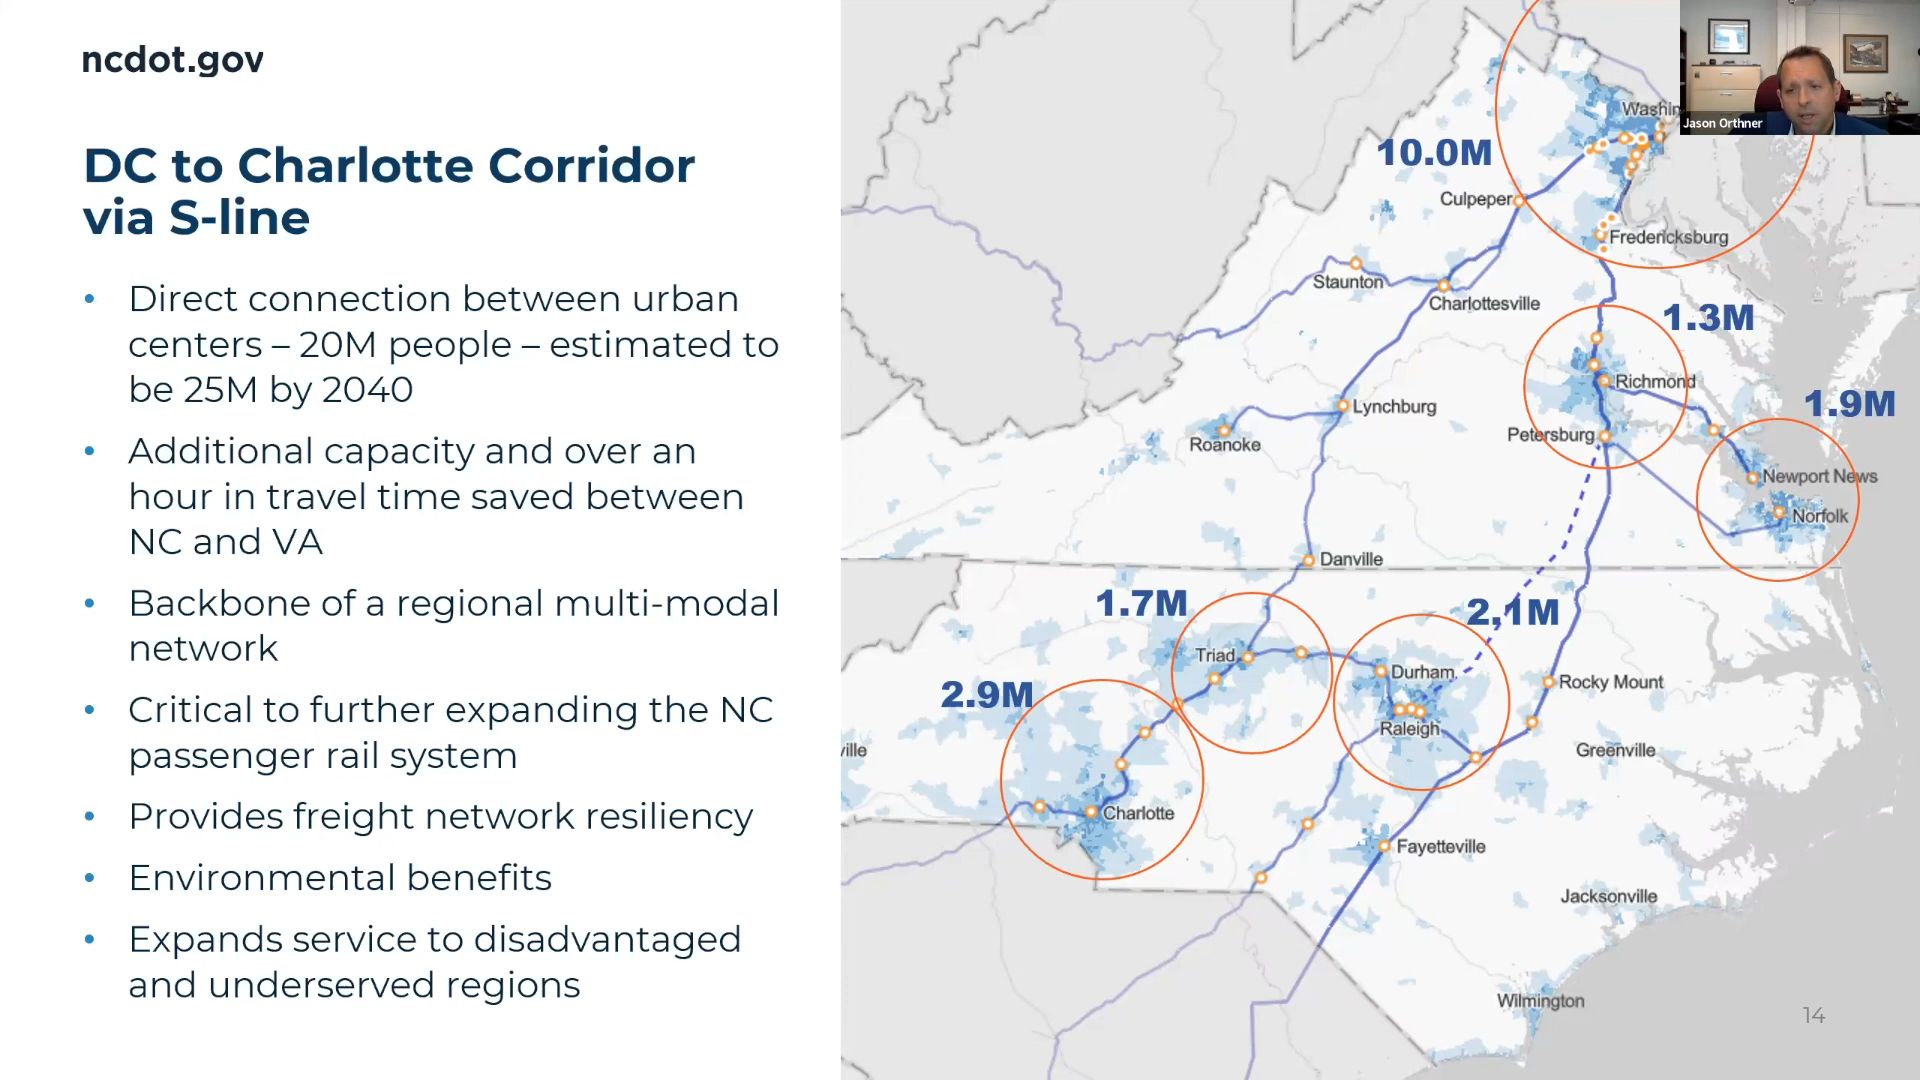 ncdot.gov
DC to Charlotte Corridor
via S-line
• Direct connection between urban
centers – 20M people – estimated to
be 25M by 2040
• Additional capacity and over an
hour in travel time saved between
NC and VA
• Backbone of a regional multi-modal
network
• Critical to further expanding the NC
passenger rail system
• Provides freight network resiliency
• Environmental benefits
• Expands service to disadvantaged
and underserved regions
Washin
Jason Orthner
10.0M
Culpeper
Fredericksburg
Staunton
Charlottesville
1.3M
Richmond
1.9M
Lynchburg
Roanoke
Petersburg
Newport News
Norfolk
Danville
1.7M
2.1M
Triad
Durham
Rocky Mount
2.9M
Raleigh
ville
Greenville
Charlotte
Fayetteville
Jacksonville
Wilmington
14